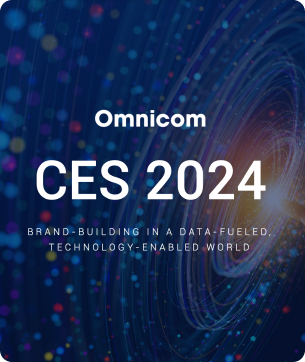 Omnicom
CES 2024
BRAND-BUILDING IN A DATA-FUELED,
TECHNOLOGY-ENABLED WORLD